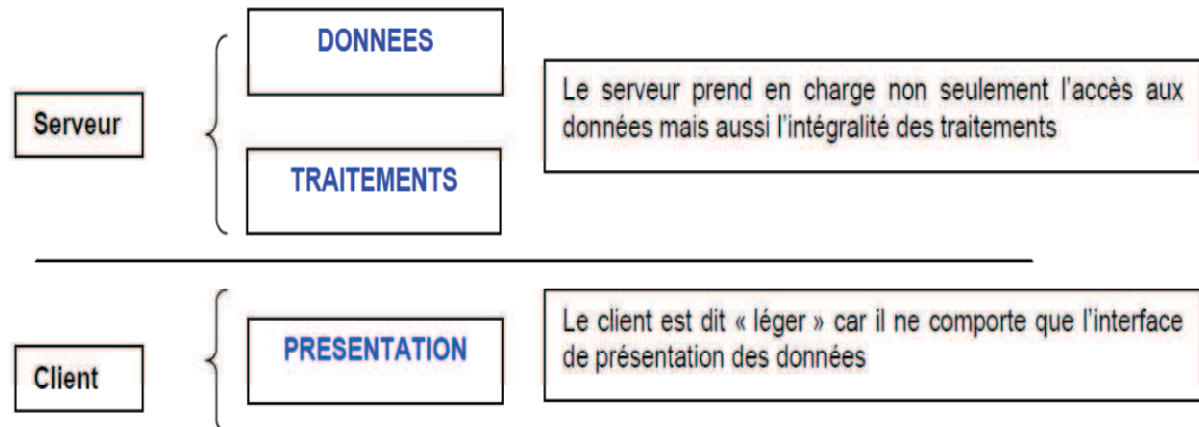 DONNEES
Le serveur prend en charge non seulement l'accès aux
données mais aussi l'intégralité des traitements
Serveur
TRAITEMENTS
PRESENTATION
Le client est dit « léger » car il ne comporte que l'interface
de présentation des données
Client